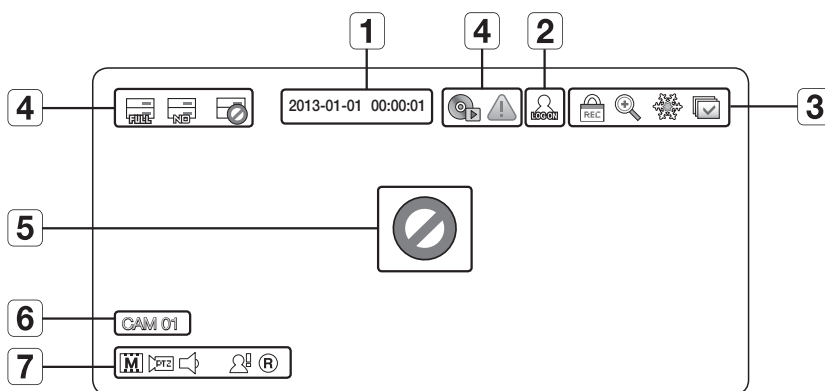 1 4 2
4 FULL NO 2013-01-01 00:00:01 LOG ON REC 3
5
6 CAM 01
7 M PTZ R